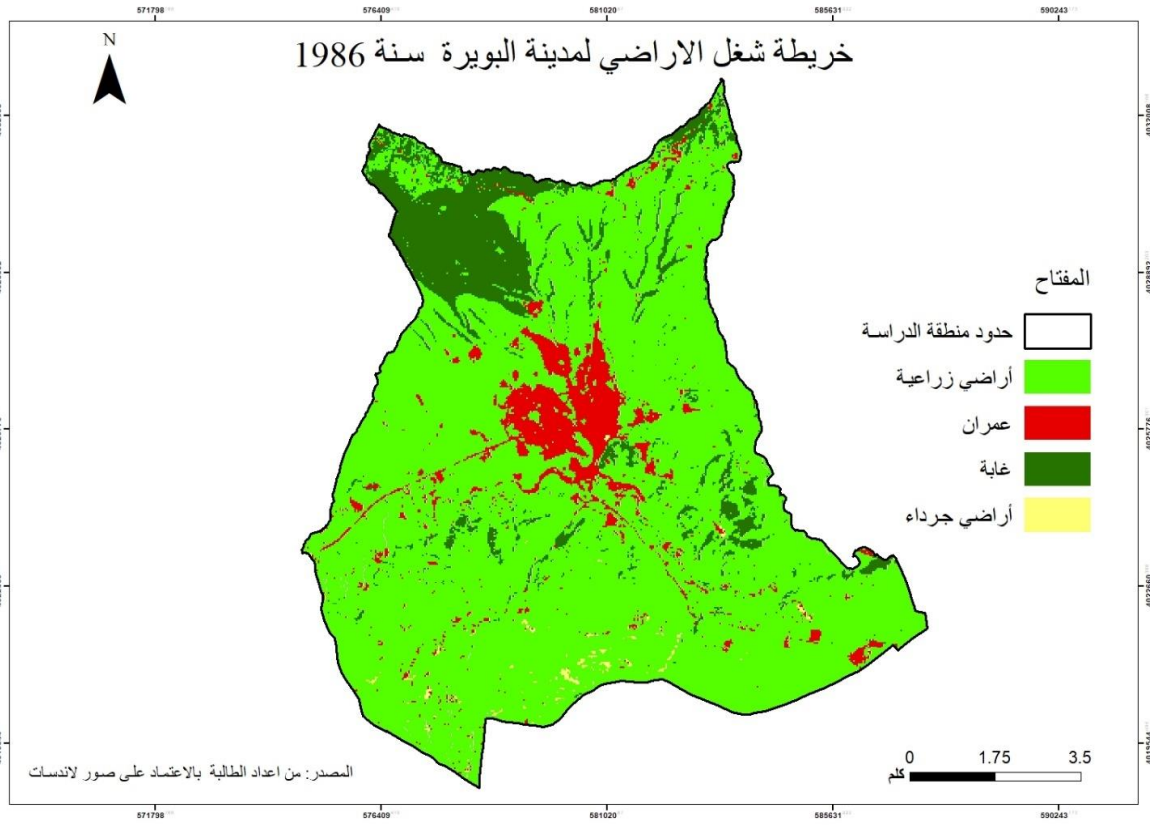 571798 576409 581020 585631 590243
خريطة شغل الاراضي لمدينة البويرة سنة 1986
N
المفتاح
حدود منطقة الدراسة
أراضي زراعية
عمران
غابة
أراضي جرداء
0 1.75 3.5
كلم
المصدر: من اعداد الطالبة بالاعتماد على صور لاندسات
571798 576409 581020 585631 590243